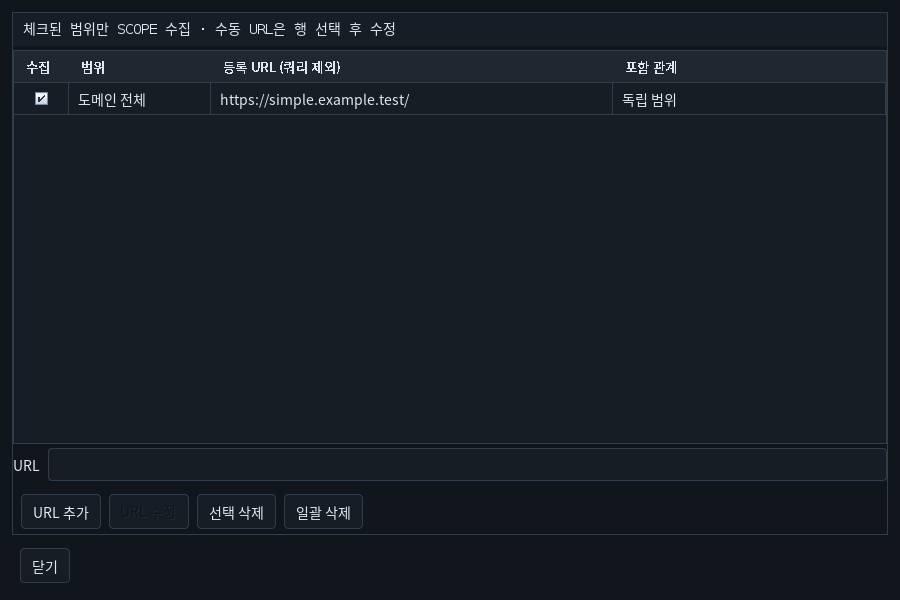 체크된 범위만 SCOPE 수집 · 수동 URL은 행 선택 후 수정
수집 범위 등록 URL (쿼리 제외) 포함 관계
도메인 전체 https://simple.example.test/ 독립 범위
URL
URL 추가 URL 수정 선택 삭제 일괄 삭제
닫기